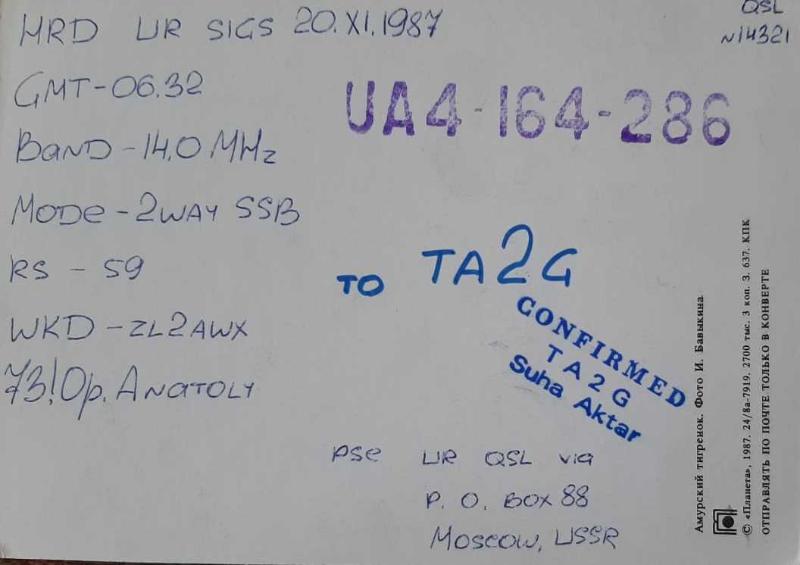 HRD UR SIGS 20.XI.1987
QSL
N14321
GMT-06.32
UA4-164-286
BAND-14.0 MHz
MODE-2WAY SSB
RS - 59
TO TA2G
CONFIRMED
TA2G
Suha Aktar
WKD-ZL2AWX
73! Op. ANATOLY
PSE UR QSL via
P. O. BOX 88
MOSCOW, USSR
Амурский тигренок. Фото И. Бавыкина
© «Планета», 1987. 24/8а-7919. 2700 тыс. 3 коп. З. 637. КПК
ОТПРАВЛЯТЬ ПО ПОЧТЕ ТОЛЬКО В КОНВЕРТЕ